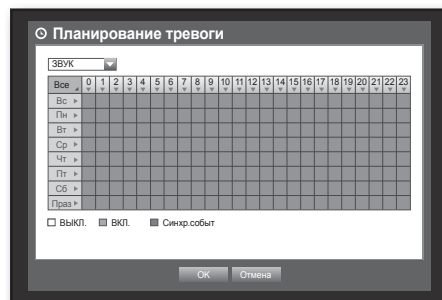 Планирование тревоги
ЗВУК
Все 0 1 2 3 4 5 6 7 8 9 10 11 12 13 14 15 16 17 18 19 20 21 22 23
Вс
Пн
Вт
Ср
Чт
Пт
Сб
Праз
ВЫКЛ. ВКЛ. Синхр.событ
OK Отмена